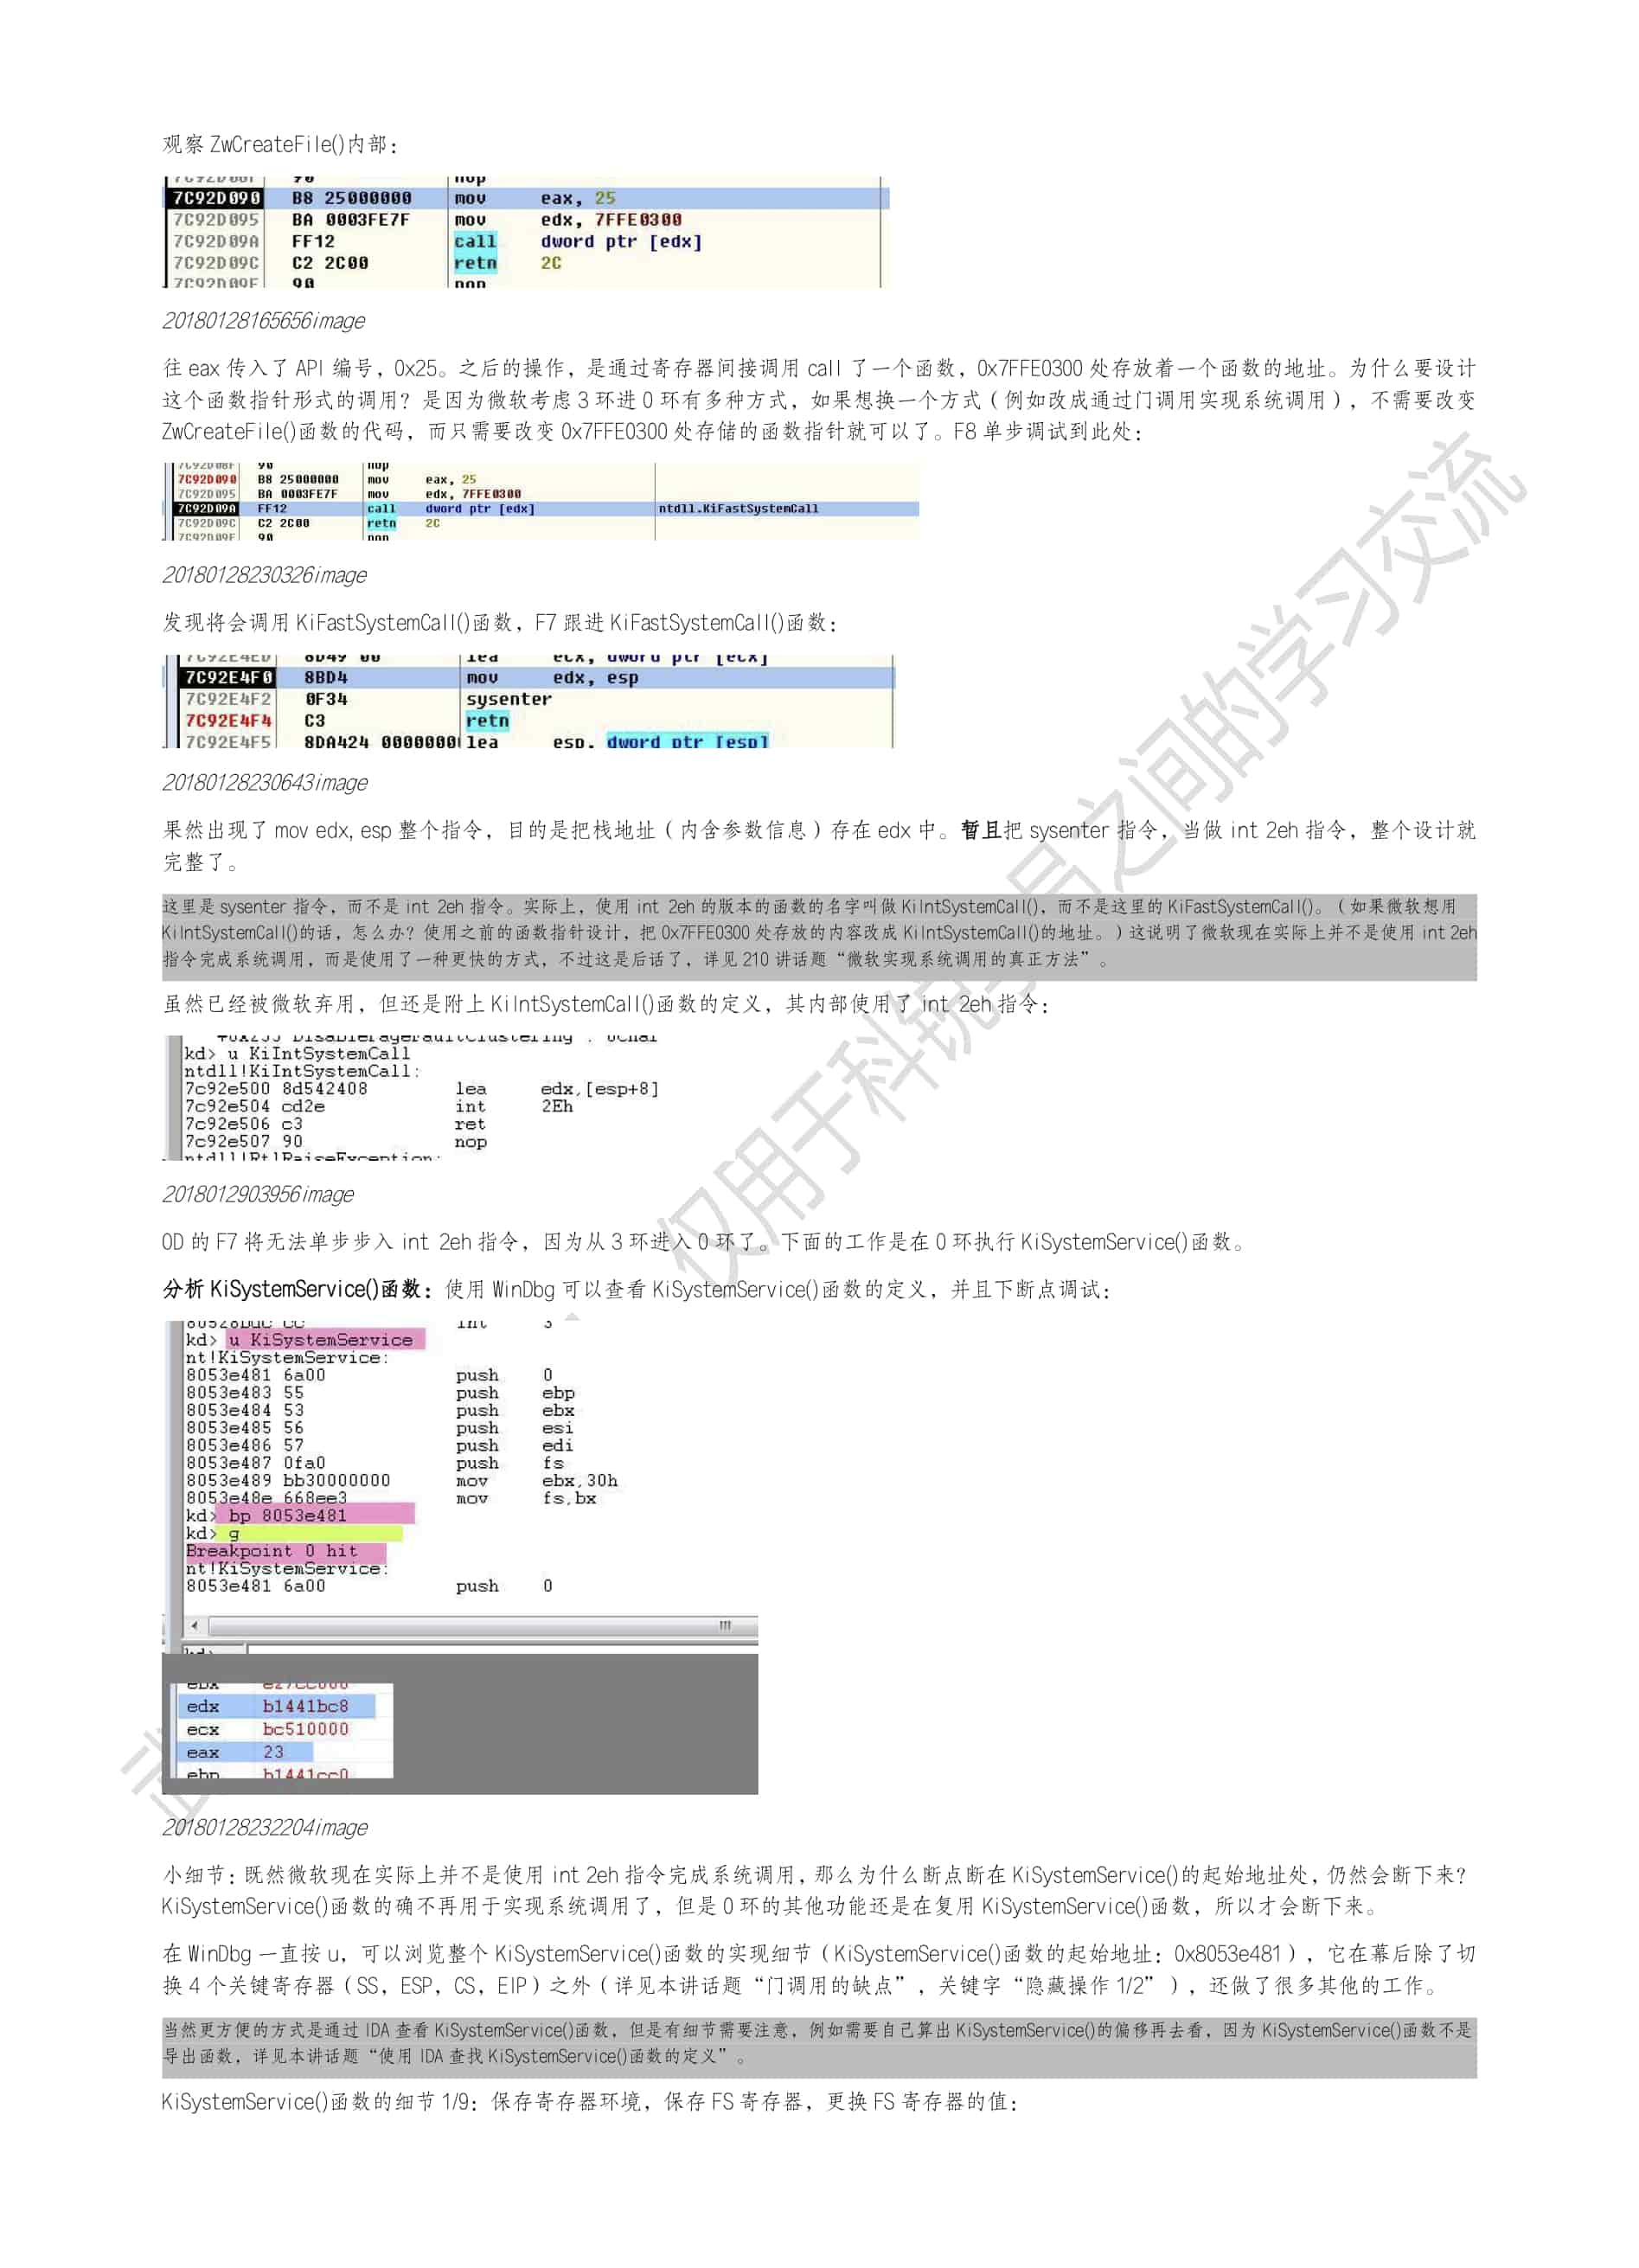 观察 ZwCreateFile()内部：
7C92D090 B8 25000000 mov eax, 25
7C92D095 BA 0003FE7F mov edx, 7FFE0300
7C92D09A FF12 call dword ptr [edx]
7C92D09C C2 2C00 retn 2C
7C92D09F 90 nop
20180128165656image
往 eax 传入了 API 编号，0x25。之后的操作，是通过寄存器间接调用 call 了一个函数，0x7FFE0300 处存放着一个函数的地址。为什么要设计
这个函数指针形式的调用？是因为微软考虑 3 环进 0 环有多种方式，如果想换一个方式（例如改成通过门调用实现系统调用），不需要改变
ZwCreateFile()函数的代码，而只需要改变 0x7FFE0300 处存储的函数指针就可以了。F8 单步调试到此处：
7C92D08F 90 nop
7C92D090 B8 25000000 mov eax, 25
7C92D095 BA 0003FE7F mov edx, 7FFE0300
7C92D09A FF12 call dword ptr [edx] ntdll.KiFastSystemCall
7C92D09C C2 2C00 retn 2C
7C92D09F 90 nop
20180128230326image
发现将会调用 KiFastSystemCall()函数，F7 跟进 KiFastSystemCall()函数：
7C92E4ED 8D49 00 lea ecx, dword ptr [ecx]
7C92E4F0 8BD4 mov edx, esp
7C92E4F2 0F34 sysenter
7C92E4F4 C3 retn
7C92E4F5 8DA424 00000000 lea esp, dword ptr [esp]
20180128230643image
果然出现了 mov edx, esp 整个指令，目的是把栈地址（内含参数信息）存在 edx 中。暂且把 sysenter 指令，当做 int 2eh 指令，整个设计就
完整了。
这里是 sysenter 指令，而不是 int 2eh 指令。实际上，使用 int 2eh 的版本的函数的名字叫做 KiIntSystemCall()，而不是这里的 KiFastSystemCall()。（如果微软想用
KiIntSystemCall()的话，怎么办？使用之前的函数指针设计，把 0x7FFE0300 处存放的内容改成 KiIntSystemCall()的地址。）这说明了微软现在实际上并不是使用 int 2eh
指令完成系统调用，而是使用了一种更快的方式，不过这是后话了，详见 210 讲话题“微软实现系统调用的真正方法”。
虽然已经被微软弃用，但还是附上 KiIntSystemCall()函数的定义，其内部使用了 int 2eh 指令：
kd> u KiIntSystemCall
ntdll!KiIntSystemCall:
7c92e500 8d542408 lea edx,[esp+8]
7c92e504 cd2e int 2Eh
7c92e506 c3 ret
7c92e507 90 nop
ntdll!RtlRaiseException:
2018012903956image
OD 的 F7 将无法单步步入 int 2eh 指令，因为从 3 环进入 0 环了。下面的工作是在 0 环执行 KiSystemService()函数。
分析 KiSystemService()函数：使用 WinDbg 可以查看 KiSystemService()函数的定义，并且下断点调试：
int 3
kd> u KiSystemService
nt!KiSystemService:
8053e481 6a00 push 0
8053e483 55 push ebp
8053e484 53 push ebx
8053e485 56 push esi
8053e486 57 push edi
8053e487 0fa0 push fs
8053e489 bb30000000 mov ebx,30h
8053e48e 668ee3 mov fs,bx
kd> bp 8053e481
kd> g
Breakpoint 0 hit
nt!KiSystemService:
8053e481 6a00 push 0
kd>
ebx e27cc000
edx b1441bc8
ecx bc510000
eax 23
ebp b1441cc0
20180128232204image
小细节：既然微软现在实际上并不是使用 int 2eh 指令完成系统调用，那么为什么断点断在 KiSystemService()的起始地址处，仍然会断下来？
KiSystemService()函数的确不再用于实现系统调用了，但是 0 环的其他功能还是在复用 KiSystemService()函数，所以才会断下来。
在 WinDbg 一直按 u，可以浏览整个 KiSystemService()函数的实现细节（KiSystemService()函数的起始地址：0x8053e481），它在幕后除了切
换 4 个关键寄存器（SS，ESP，CS，EIP）之外（详见本讲话题“门调用的缺点”，关键字“隐藏操作 1/2”），还做了很多其他的工作。
当然更方便的方式是通过 IDA 查看 KiSystemService()函数，但是有细节需要注意，例如需要自己算出 KiSystemService()的偏移再去看，因为 KiSystemService()函数不是
导出函数，详见本讲话题“使用 IDA 查找 KiSystemService()函数的定义”。
KiSystemService()函数的细节 1/9：保存寄存器环境，保存 FS 寄存器，更换 FS 寄存器的值：
仅用于科锐学员之间的学习交流